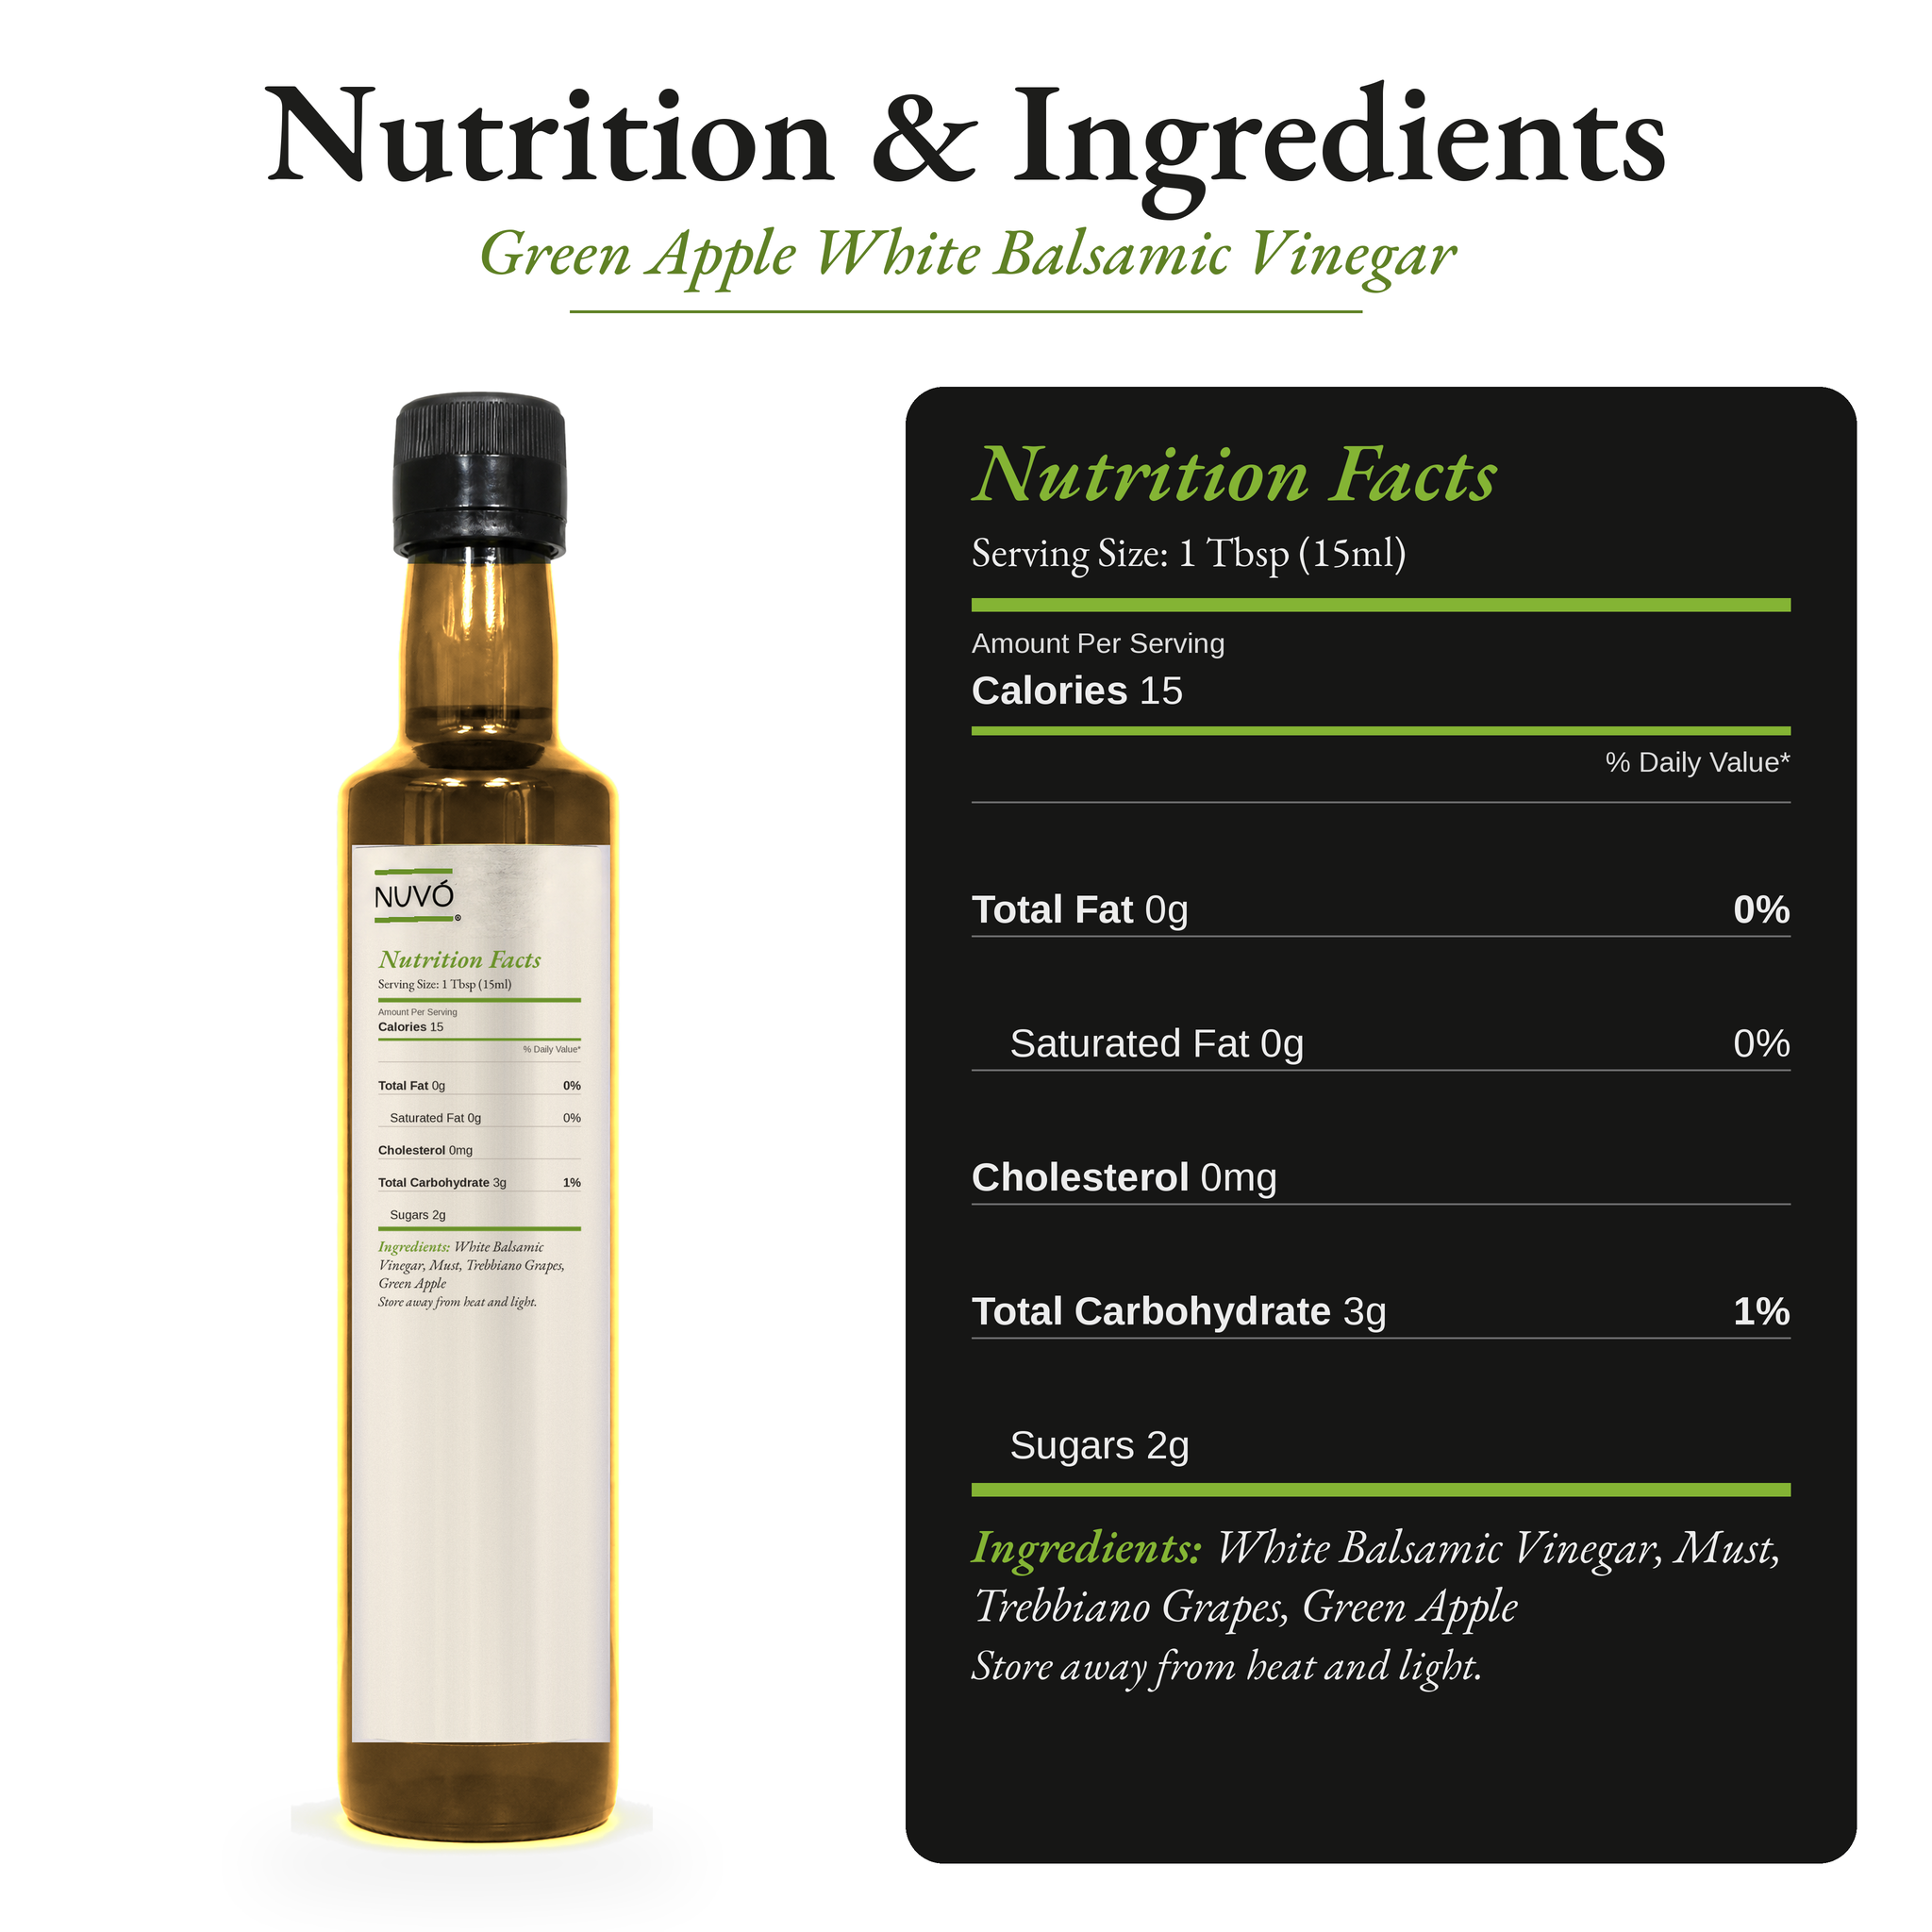 Nutrition & Ingredients
Green Apple White Balsamic Vinegar
NUVÓ
®
Nutrition Facts
Serving Size: 1 Tbsp (15ml)
Amount Per Serving
Calories 15
% Daily Value*
Total Fat 0g 0%
Saturated Fat 0g 0%
Cholesterol 0mg
Total Carbohydrate 3g 1%
Sugars 2g
Ingredients: White Balsamic
Vinegar, Must, Trebbiano Grapes,
Green Apple
Store away from heat and light.
Nutrition Facts
Serving Size: 1 Tbsp (15ml)
Amount Per Serving
Calories 15
% Daily Value*
Total Fat 0g 0%
Saturated Fat 0g 0%
Cholesterol 0mg
Total Carbohydrate 3g 1%
Sugars 2g
Ingredients: White Balsamic Vinegar, Must,
Trebbiano Grapes, Green Apple
Store away from heat and light.